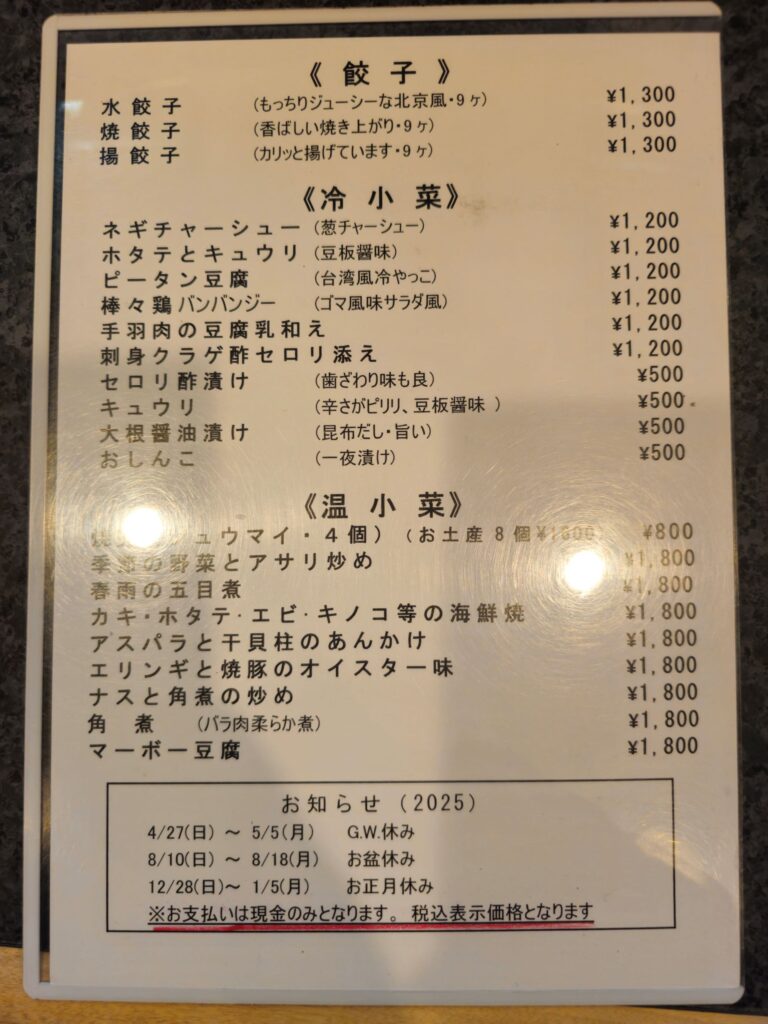 《 餃 子 》
水 餃 子 (もっちりジューシーな北京風・9ヶ) ¥1,300
焼 餃 子 (香ばしい焼き上がり・9ヶ) ¥1,300
揚 餃 子 (カリッと揚げています・9ヶ) ¥1,300
《冷 小 菜》
ネギチャーシュー (葱チャーシュー) ¥1,200
ホタテとキュウリ (豆板醤味) ¥1,200
ピータン豆腐 (台湾風冷やっこ) ¥1,200
棒々鶏バンバンジー (ゴマ風味サラダ風) ¥1,200
手羽肉の豆腐乳和え ¥1,200
刺身クラゲ酢セロリ添え ¥1,200
セロリ酢漬け (歯ざわり味も良) ¥500
キュウリ (辛さがピリリ、豆板醤味 ) ¥500
大根醤油漬け (昆布だし・旨い) ¥500
おしんこ (一夜漬け) ¥500
《温 小 菜》
ュウマイ・4個) (お土産8個¥1600) ¥800
季節の野菜とアサリ炒め ¥1,800
春雨の五目煮 ¥1,800
カキ・ホタテ・エビ・キノコ等の海鮮焼 ¥1,800
アスパラと干貝柱のあんかけ ¥1,800
エリンギと焼豚のオイスター味 ¥1,800
ナスと角煮の炒め ¥1,800
角 煮 (バラ肉柔らか煮) ¥1,800
マーボー豆腐 ¥1,800
お知らせ (2025)
4/27(日) ～ 5/5(月) G.W.休み
8/10(日) ～ 8/18(月) お盆休み
12/28(日)～ 1/5(月) お正月休み
※お支払いは現金のみとなります。 税込表示価格となります